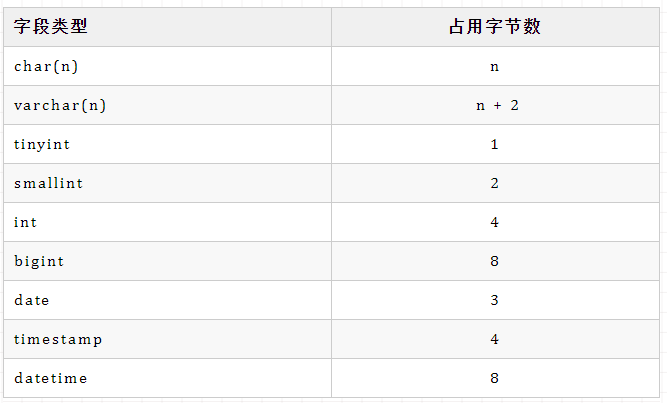 字段类型 占用字节数
char(n) n
varchar(n) n + 2
tinyint 1
smallint 2
int 4
bigint 8
date 3
timestamp 4
datetime 8